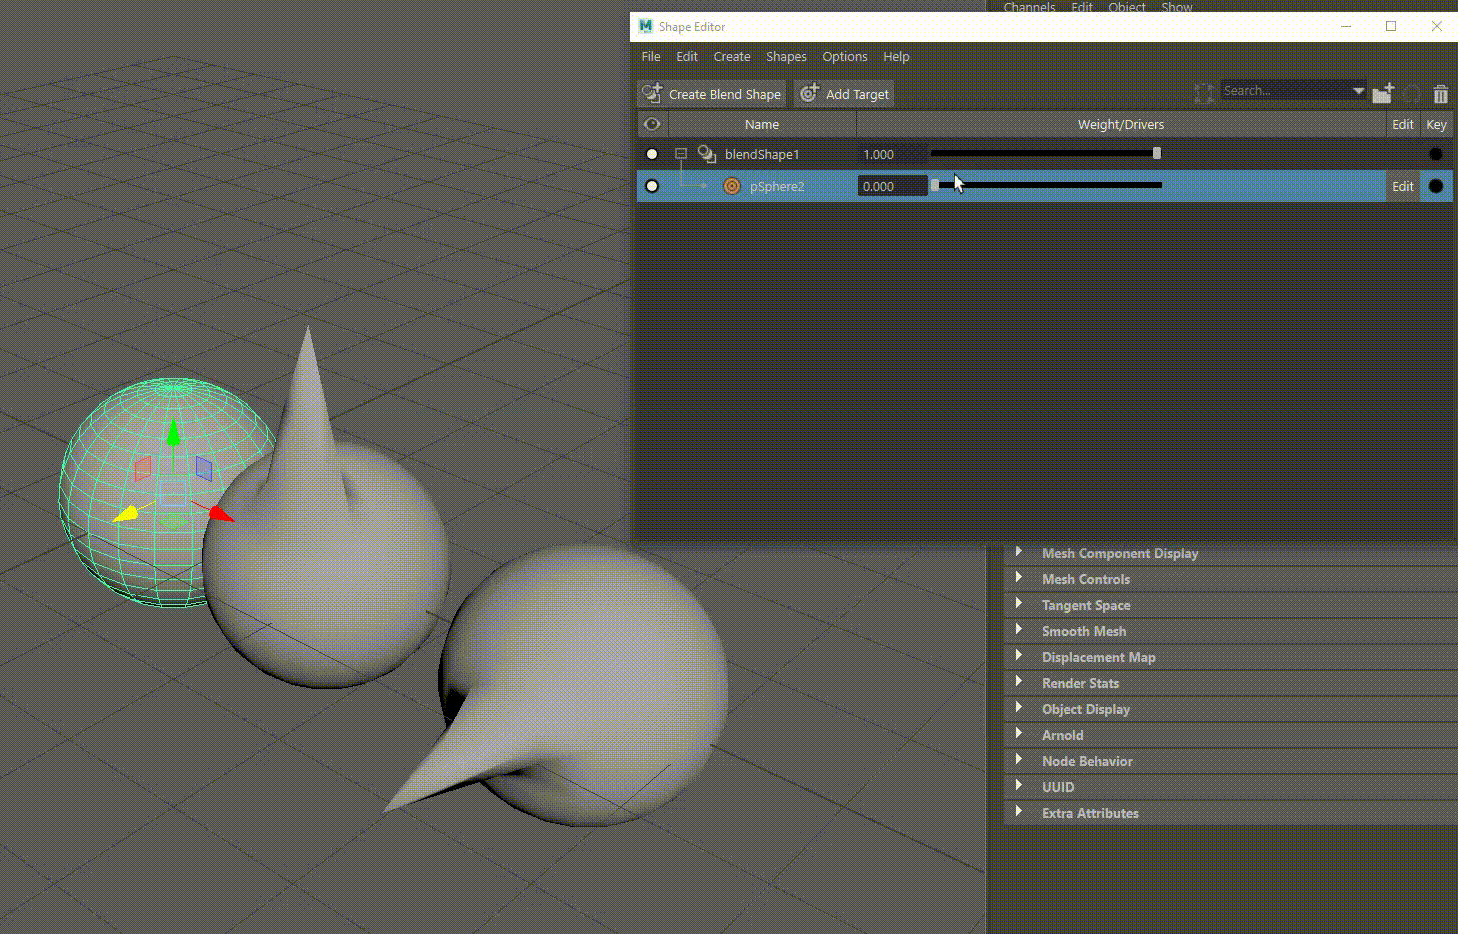 Channels Edit Object Show
Shape Editor
File Edit Create Shapes Options Help
Create Blend Shape Add Target Search...
Name Weight/Drivers Edit Key
blendShape1 1.000
pSphere2 0.000 Edit
Mesh Component Display
Mesh Controls
Tangent Space
Smooth Mesh
Displacement Map
Render Stats
Object Display
Arnold
Node Behavior
UUID
Extra Attributes